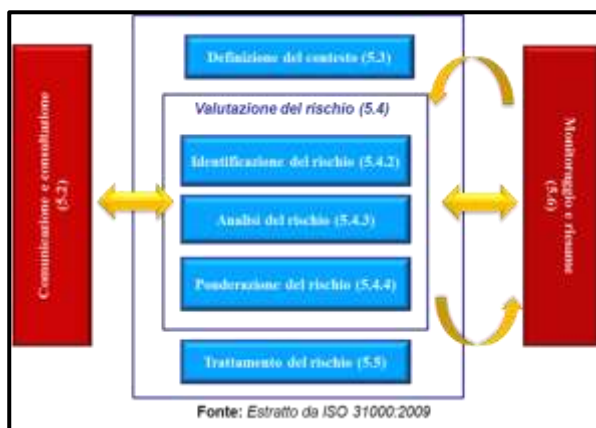 Comunicazione e consultazione
(5.2)
Definizione del contesto (5.3)
Valutazione del rischio (5.4)
Identificazione del rischio (5.4.2)
Analisi del rischio (5.4.3)
Ponderazione del rischio (5.4.4)
Trattamento del rischio (5.5)
Monitoraggio e riesame
(5.6)
Fonte: Estratto da ISO 31000:2009